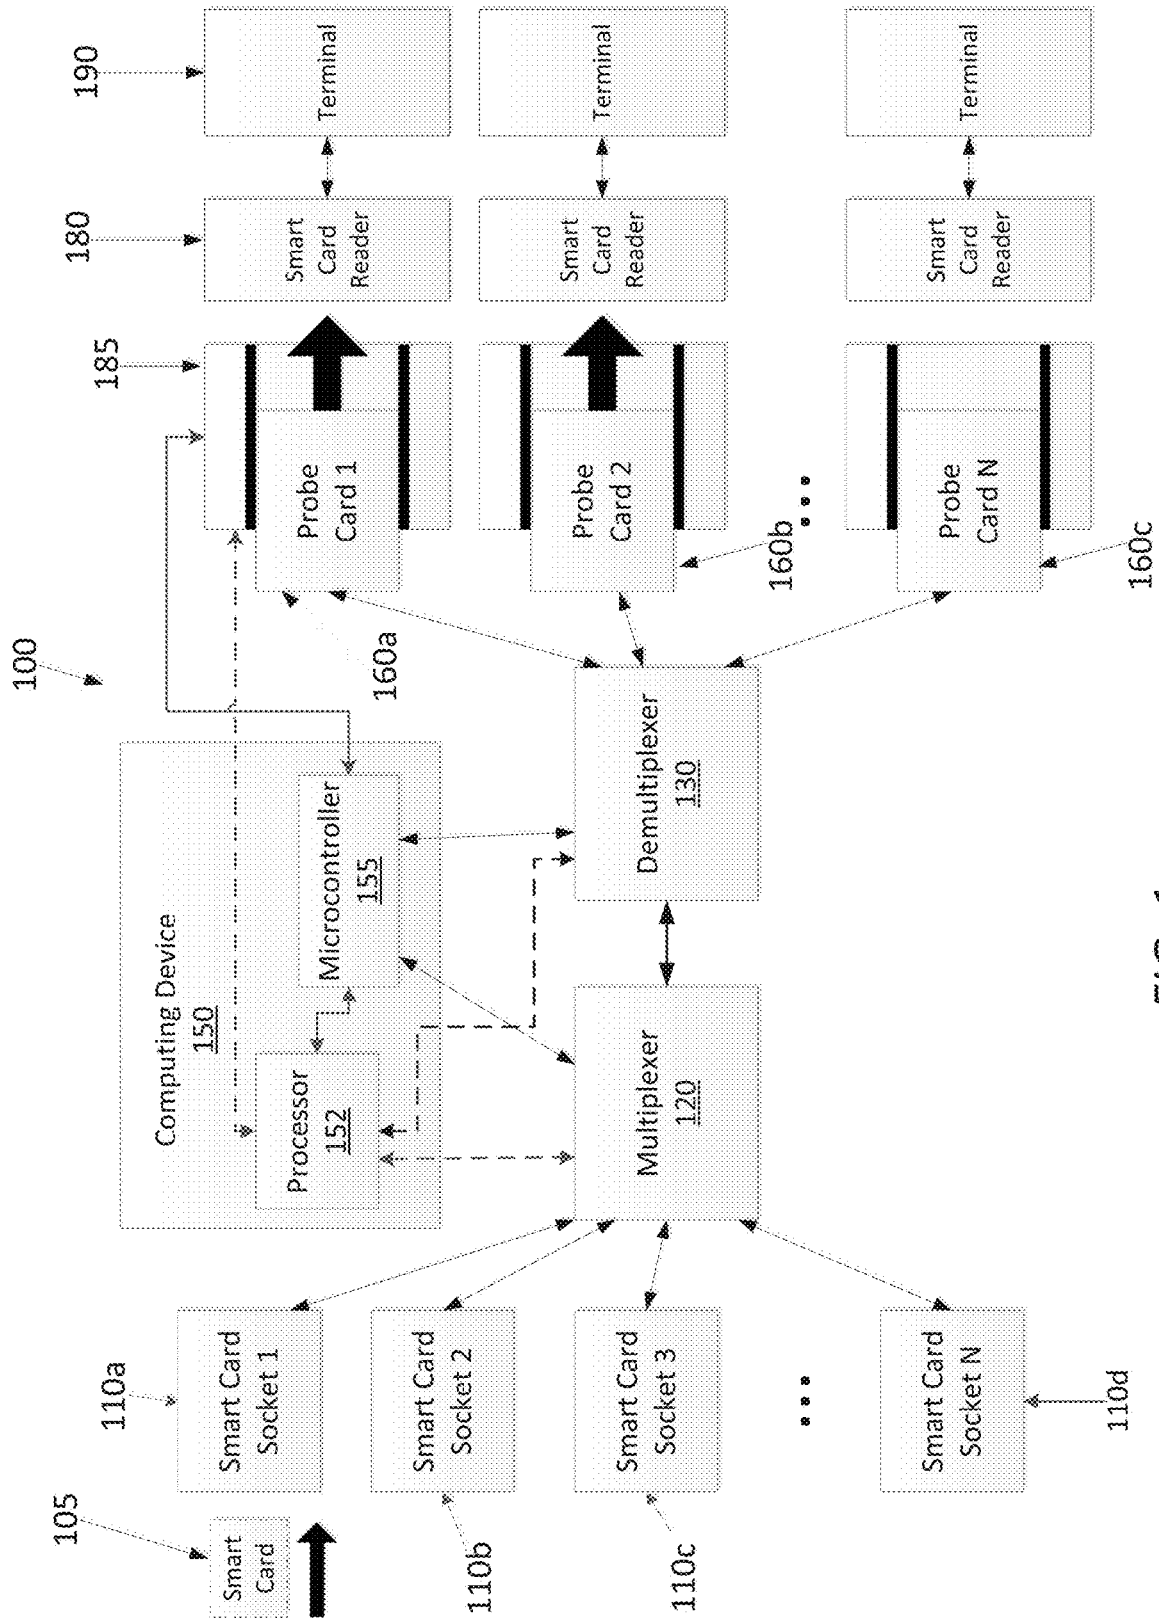 100
105
Smart
Card
110a
Smart Card
Socket 1
110b
Smart Card
Socket 2
110c
Smart Card
Socket 3
110d
Smart Card
Socket N
Computing Device
150
Processor
152
Microcontroller
155
Multiplexer
120
Demultiplexer
130
160a
Probe
Card 1
160b
Probe
Card 2
160c
Probe
Card N
185
180
190
Smart
Card
Reader
Terminal
Smart
Card
Reader
Terminal
Smart
Card
Reader
Terminal